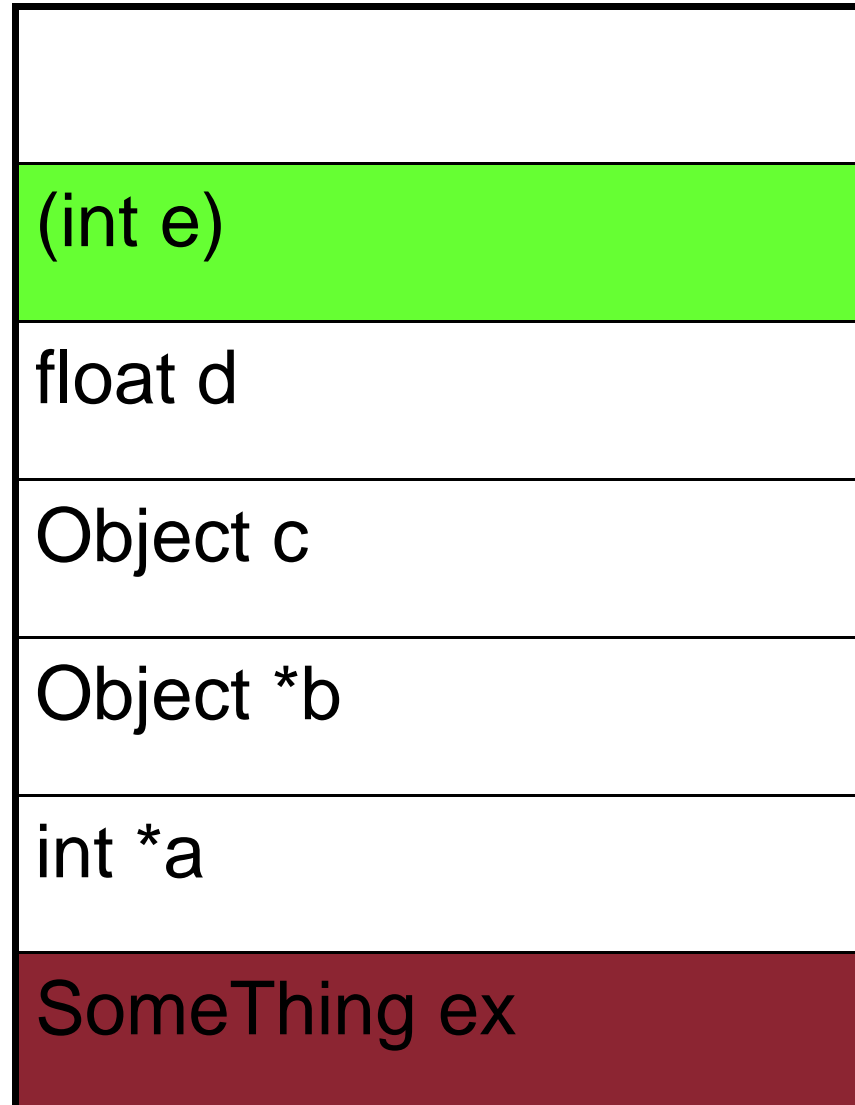 (int e)
float d
Object c
Object *b
int *a
SomeThing ex